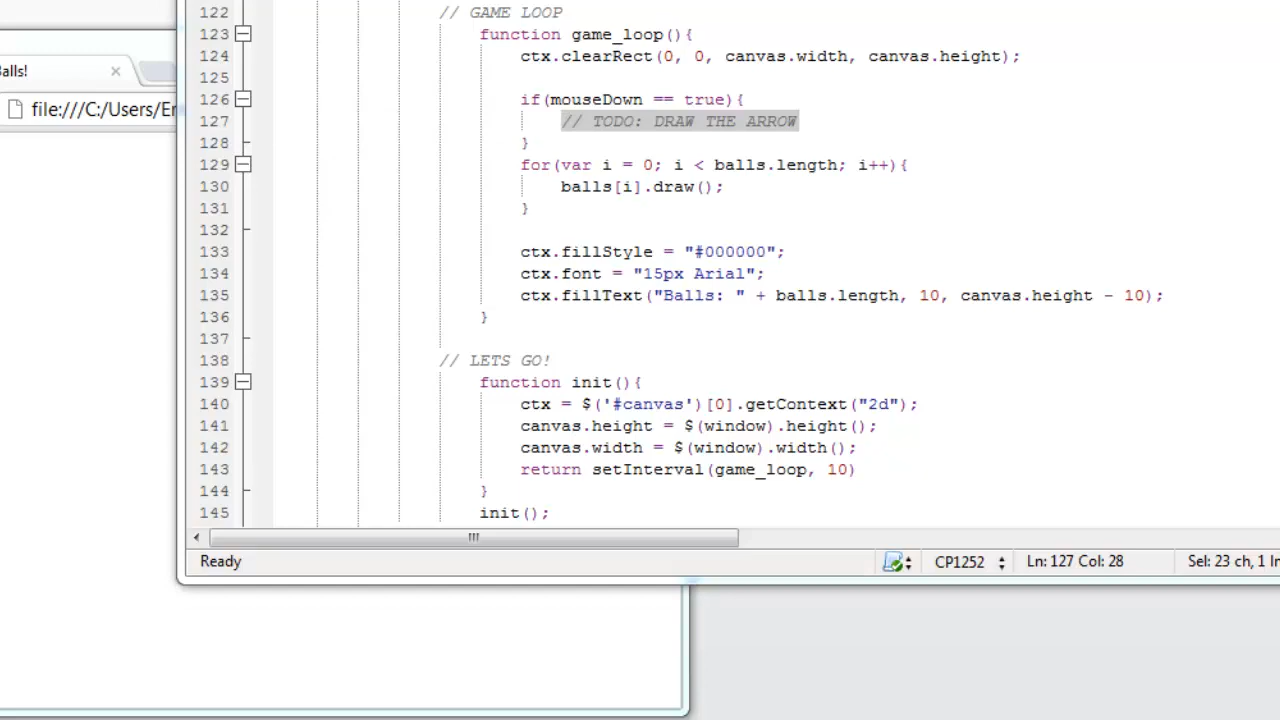 122 // GAME LOOP
123 function game_loop(){
124 ctx.clearRect(0, 0, canvas.width, canvas.height);
125
126 if(mouseDown == true){
127 // TODO: DRAW THE ARROW
128 }
129 for(var i = 0; i < balls.length; i++){
130 balls[i].draw();
131 }
132
133 ctx.fillStyle = "#000000";
134 ctx.font = "15px Arial";
135 ctx.fillText("Balls: " + balls.length, 10, canvas.height - 10);
136 }
137
138 // LETS GO!
139 function init(){
140 ctx = $('#canvas')[0].getContext("2d");
141 canvas.height = $(window).height();
142 canvas.width = $(window).width();
143 return setInterval(game_loop, 10)
144 }
145 init();
alls!
file:///C:/Users/Er
Ready CP1252 Ln: 127 Col: 28 Sel: 23 ch, 1